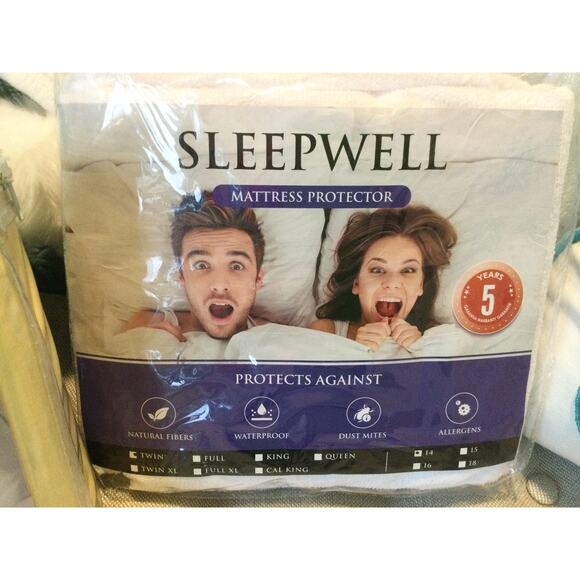 SLEEPWELL
MATTRESS PROTECTOR
YEARS
5
PROTECTS AGAINST
NATURAL FIBERS
WATERPROOF
DUST MITES
ALLERGENS
TWIN FULL KING QUEEN 14 15
TWIN XL FULL XL CAL KING 16 18